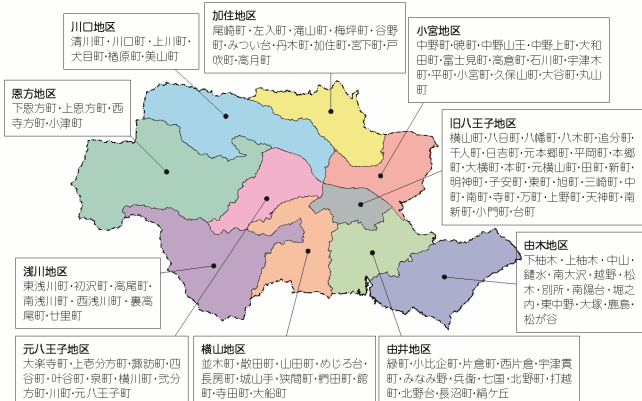 川口地区
清川町・川口町・上川町・
犬目町・楢原町・美山町
加住地区
尾崎町・左入町・滝山町・梅坪町・谷野
町・みつい台・丹木町・加住町・宮下町・戸
吹町・高月町
小宮地区
中野町・暁町・中野山王・中野上町・大和
田町・富士見町・高倉町・石川町・宇津木
町・平町・小宮町・久保山町・大谷町・丸山
町
恩方地区
下恩方町・上恩方町・西
寺方町・小津町
旧八王子地区
横山町・八日町・八幡町・八木町・追分町・
千人町・日吉町・元本郷町・平岡町・本郷
町・大横町・本町・元横山町・田町・新町・
明神町・子安町・東町・旭町・三崎町・中
町・南町・寺町・万町・上野町・天神町・南
新町・小門町・台町
由木地区
下柚木・上柚木・中山・
鑓水・南大沢・越野・松
木・別所・南陽台・堀之
内・東中野・大塚・鹿島・
松が谷
浅川地区
東浅川町・初沢町・高尾町・
南浅川町・西浅川町・裏高
尾町・廿里町
元八王子地区
大楽寺町・上壱分方町・諏訪町・四
谷町・叶谷町・泉町・横川町・弐分
方町・川町・元八王子町
横山地区
並木町・散田町・山田町・めじろ台・
長房町・城山手・狭間町・椚田町・館
町・寺田町・大船町
由井地区
緑町・小比企町・片倉町・西片倉・宇津貫
町・みなみ野・兵衛・七国・北野町・打越
町・北野台・長沼町・絹ケ丘